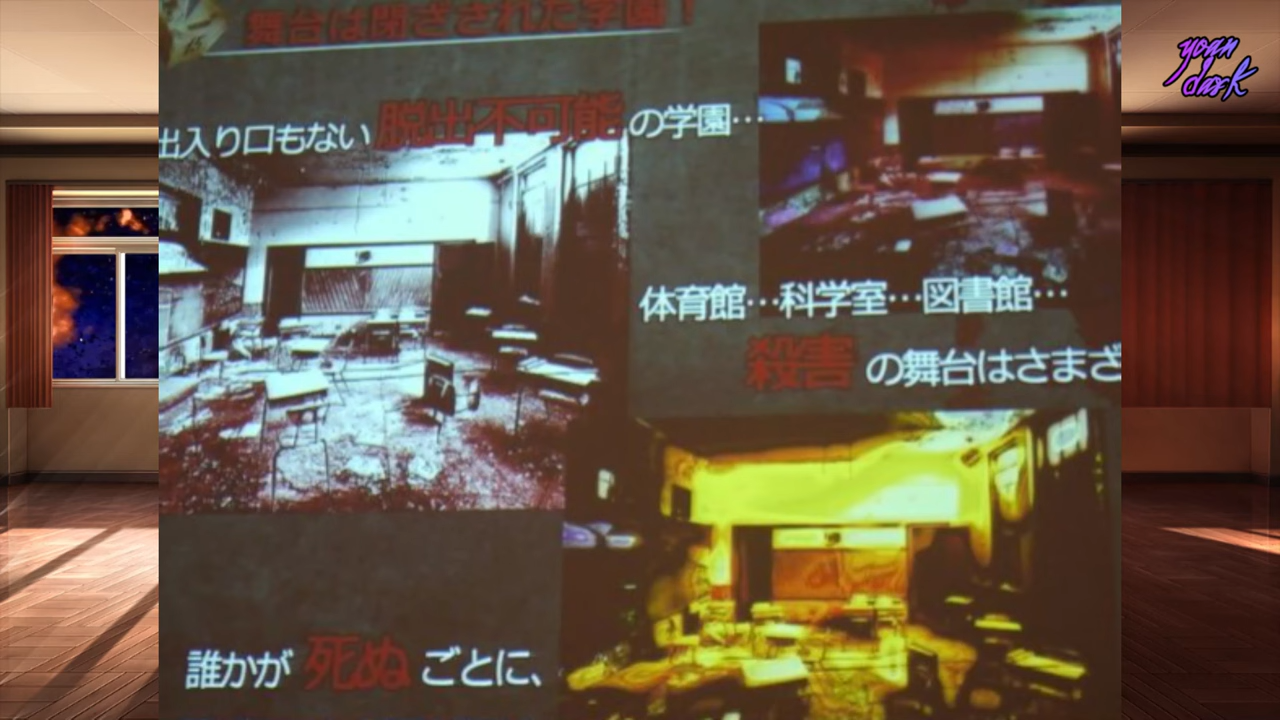 舞台は閉ざされた学園！
出入り口もない脱出不可能の学園…
体育館…科学室…図書館…
殺害の舞台はさまざ
誰かが死ぬごとに、
yoan
dark